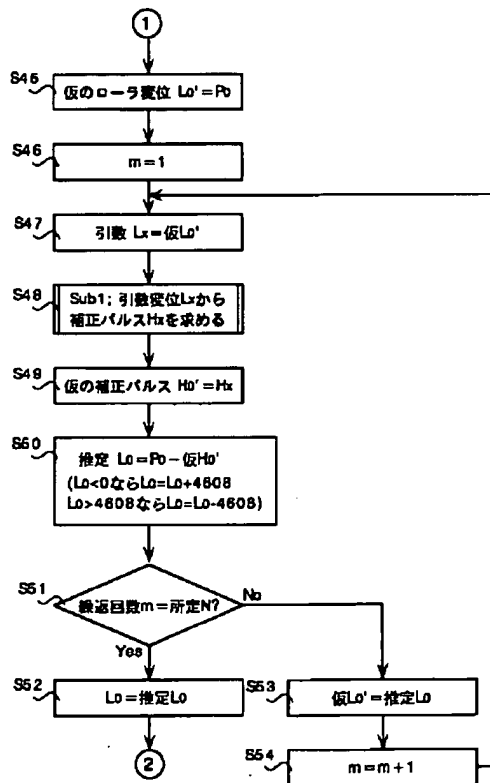 1
S45
仮のローラ変位 Lo'=Po
S46
m=1
S47
引数 Lx=仮Lo'
S48
Sub1; 引数変位Lxから
補正パルスHxを求める
S49
仮の補正パルス Ho'=Hx
S50
推定 Lo=Po-仮Ho'
(Lo<0ならLo=Lo+4608
Lo>4608ならLo=Lo-4608)
S51
繰返回数m=所定N?
No
Yes
S52
Lo=推定Lo
S53
仮Lo'=推定Lo
2
S54
m=m+1